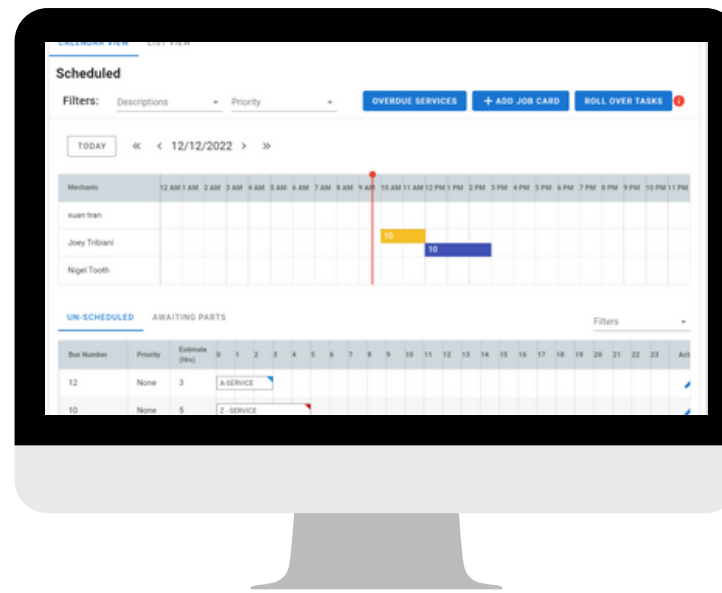 CALENDAR VIEW LIST VIEW
Scheduled
Filters: Descriptions Priority OVERDUE SERVICES + ADD JOB CARD ROLL OVER TASKS
TODAY « < 12/12/2022 > »
Mechanic 12 AM 1 AM 2 AM 3 AM 4 AM 5 AM 6 AM 7 AM 8 AM 9 AM 10 AM 11 AM 12 PM 1 PM 2 PM 3 PM 4 PM 5 PM 6 PM 7 PM 8 PM 9 PM 10 PM 11 PM
xuan tran
10
Joey Tribiani
10
Nigel Tooth
UN-SCHEDULED AWAITING PARTS Filters
Bus Number Priority Estimate (Hrs) 0 1 2 3 4 5 6 7 8 9 10 11 12 13 14 15 16 17 18 19 20 21 22 23 Act
12 None 3 A-SERVICE
10 None 5 Z - SERVICE